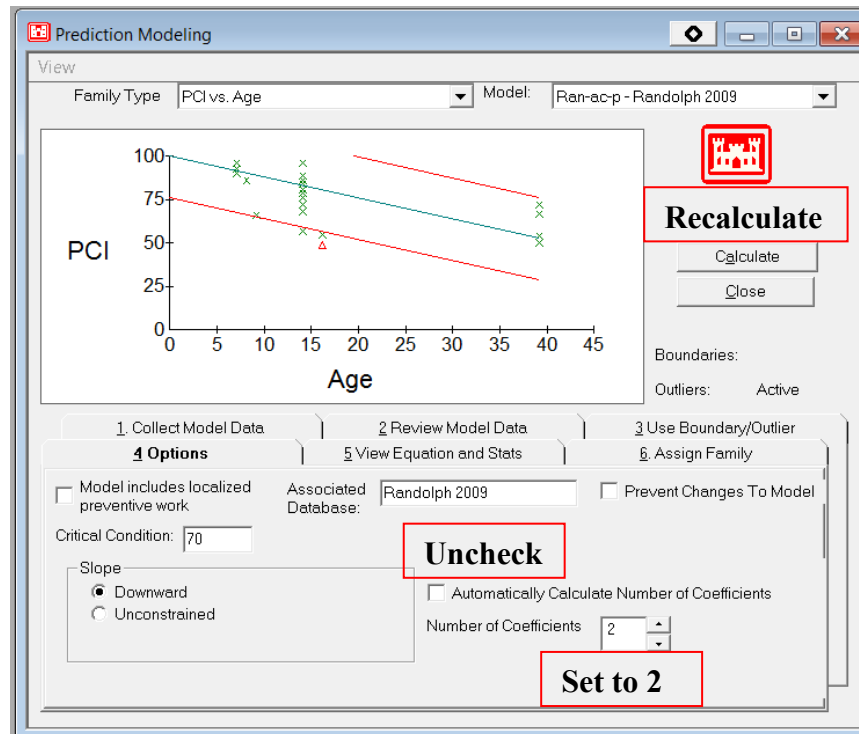 Prediction Modeling
View
Family Type PCI vs. Age Model: Ran-ac-p - Randolph 2009
100
75
50
25
0
PCI
0 5 10 15 20 25 30 35 40 45
Age
Recalculate
Calculate
Close
Boundaries:
Outliers: Active
1. Collect Model Data 2 Review Model Data 3 Use Boundary/Outlier
4 Options 5 View Equation and Stats 6. Assign Family
Model includes localized
preventive work
Associated
Database:
Randolph 2009
Prevent Changes To Model
Critical Condition: 70
Uncheck
Slope
Downward
Unconstrained
Automatically Calculate Number of Coefficients
Number of Coefficients 2
Set to 2